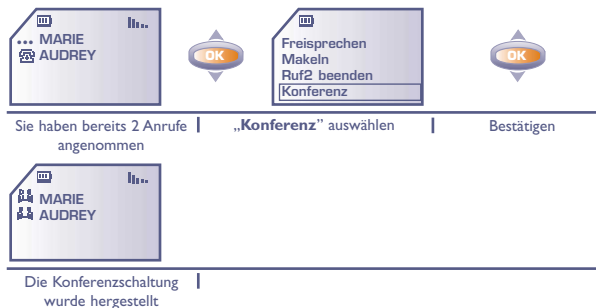 MARIE
AUDREY
OK
Freisprechen
Makeln
Ruf2 beenden
Konferenz
OK
Sie haben bereits 2 Anrufe
angenommen
„Konferenz” auswählen
Bestätigen
MARIE
AUDREY
Die Konferenzschaltung
wurde hergestellt